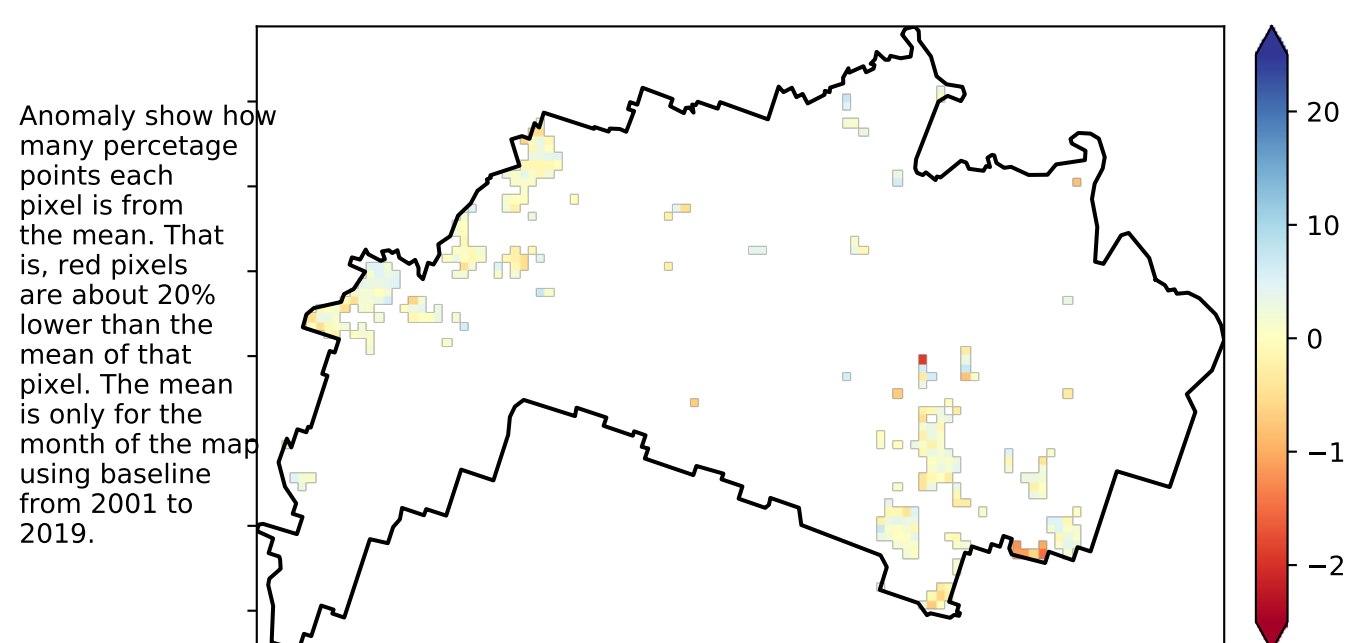 Anomaly show how
many percetage
points each
pixel is from
the mean. That
is, red pixels
are about 20%
lower than the
mean of that
pixel. The mean
is only for the
month of the map
using baseline
from 2001 to
2019.
20
10
0
−1
−2